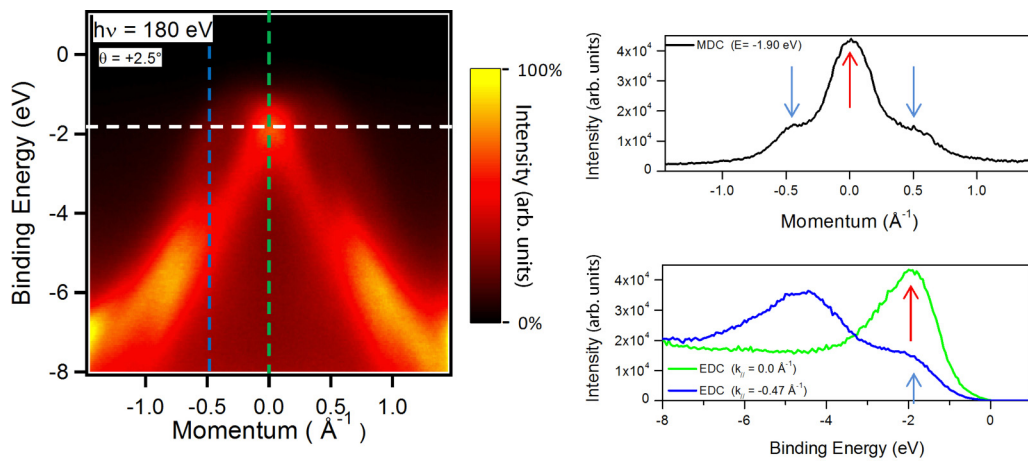 hν = 180 eV
θ = +2.5°
0
-2
-4
-6
-8
Binding Energy (eV)
-1.0
-0.5
0.0
0.5
1.0
Momentum ( Å⁻¹)
100%
0%
Intensity (arb. units)
MDC (E= -1.90 eV)
4x10⁴
3x10⁴
2x10⁴
1x10⁴
0
Intensity (arb. units)
-1.0
-0.5
0.0
0.5
1.0
Momentum (Å⁻¹)
4x10⁴
3x10⁴
2x10⁴
1x10⁴
0
Intensity (arb. units)
EDC (k// = 0.0 Å⁻¹)
EDC (k// = -0.47 Å⁻¹)
-8
-6
-4
-2
0
Binding Energy (eV)